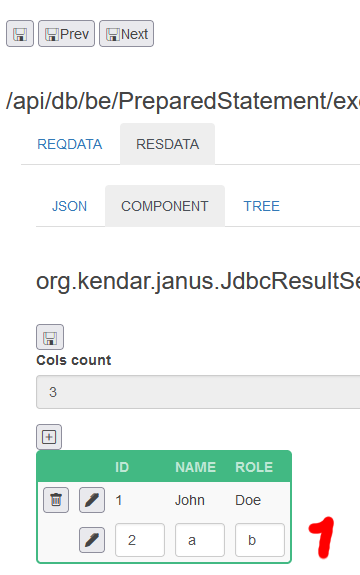 Prev Next
/api/db/be/PreparedStatement/exe
REQDATA RESDATA
JSON COMPONENT TREE
org.kendar.janus.JdbcResultSe
Cols count
3
ID NAME ROLE
1 John Doe
2 a b
1